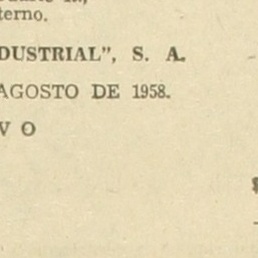 terno.
DUSTRIAL", S. A.
AGOSTO DE 1958.
V O